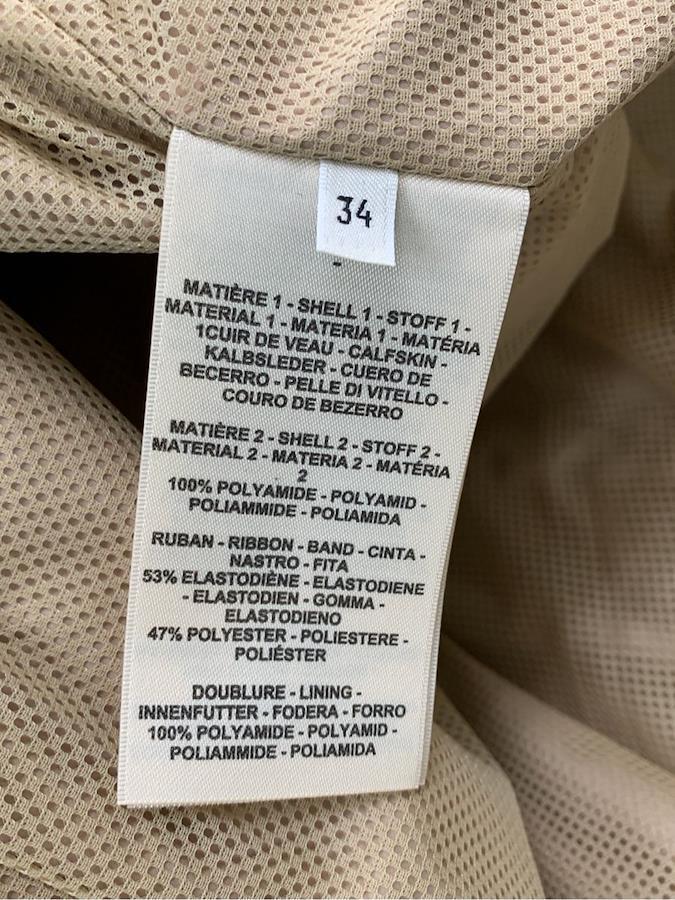 34
-
MATIÈRE 1 - SHELL 1 - STOFF 1 -
MATERIAL 1 - MATERIA 1 - MATÉRIA
1CUIR DE VEAU - CALFSKIN -
KALBSLEDER - CUERO DE
BECERRO - PELLE DI VITELLO -
COURO DE BEZERRO
MATIÈRE 2 - SHELL 2 - STOFF 2 -
MATERIAL 2 - MATERIA 2 - MATÉRIA
2
100% POLYAMIDE - POLYAMID -
POLIAMMIDE - POLIAMIDA
RUBAN - RIBBON - BAND - CINTA -
NASTRO - FITA
53% ELASTODIÈNE - ELASTODIENE
- ELASTODIEN - GOMMA -
ELASTODIENO
47% POLYESTER - POLIESTERE -
POLIÉSTER
DOUBLURE - LINING -
INNENFUTTER - FODERA - FORRO
100% POLYAMIDE - POLYAMID -
POLIAMMIDE - POLIAMIDA